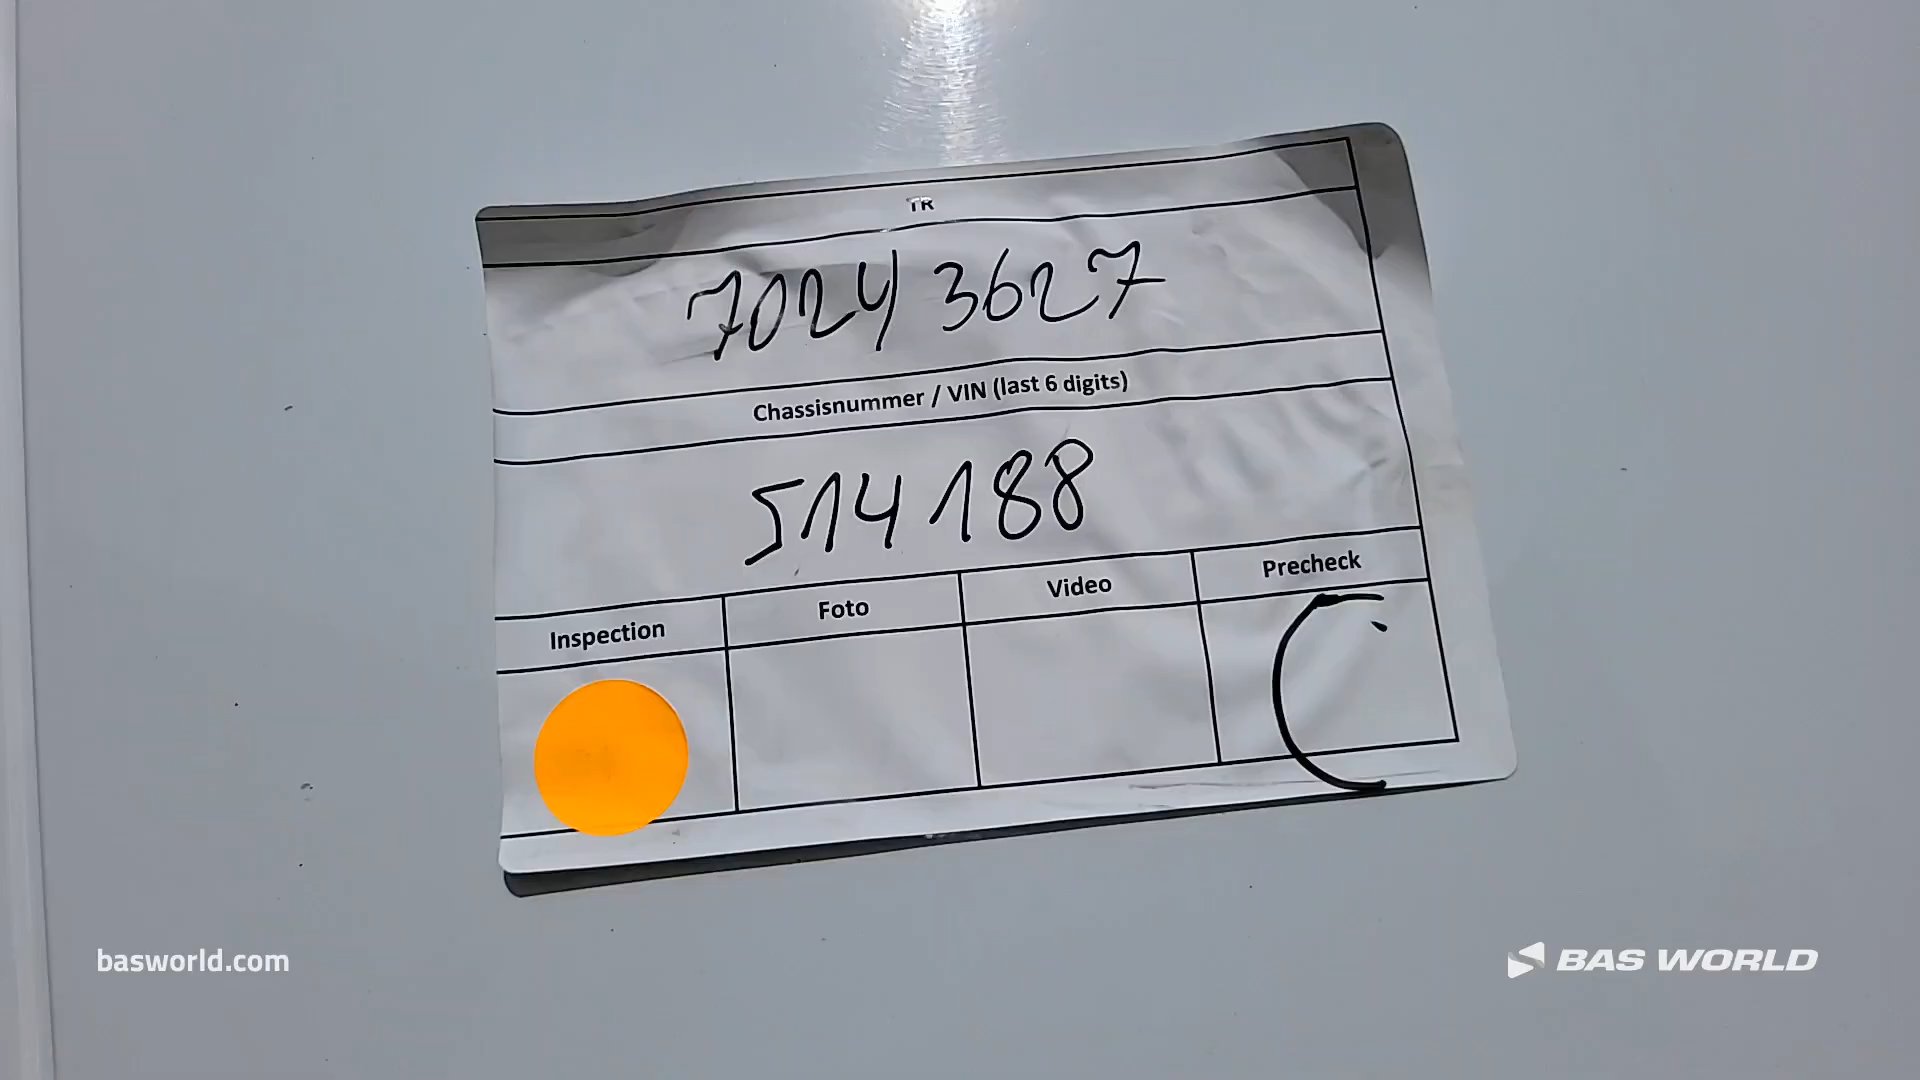 TR
7024 3627
Chassisnummer / VIN (last 6 digits)
514188
Inspection Foto Video Precheck
basworld.com
BAS WORLD